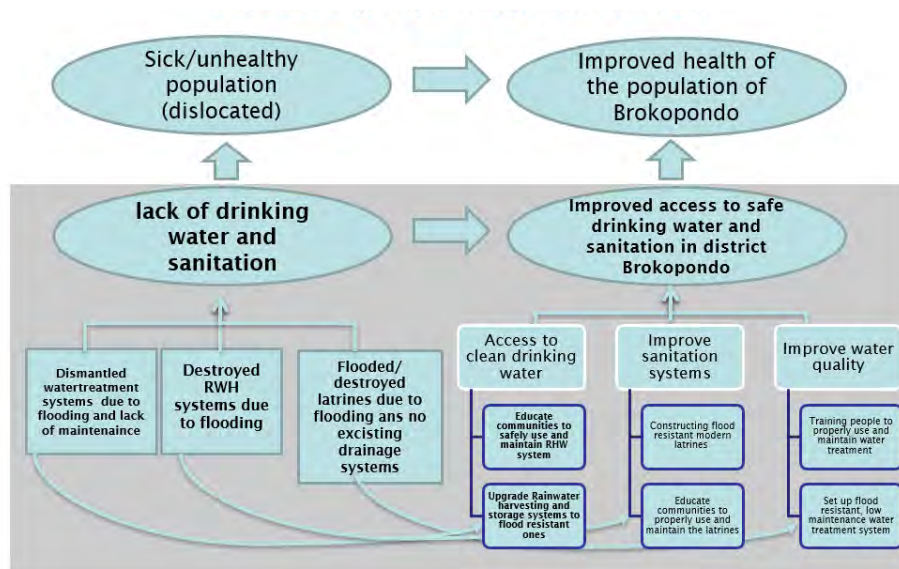 Sick/unhealthy
population
(dislocated)
Improved health of
the population of
Brokopondo
lack of drinking
water and
sanitation
Improved access to safe
drinking water and
sanitation in district
Brokopondo
Dismantled
watertreatment
systems due to
flooding and lack
of maintenaince
Destroyed
RWH
systems due
to flooding
Flooded/
destroyed
latrines due to
flooding ans no
excisting
drainage
systems
Access to
clean drinking
water
Educate
communities to
safely use and
maintain RHW
system
Upgrade Rainwater
harvesting and
storage systems to
flood resistant
ones
Improve
sanitation
systems
Constructing flood
resistant modern
latrines
Educate
communities to
properly use and
maintain the latrines
Improve water
quality
Training people to
properly use and
maintain water
treatment
Set up flood
resistant, low
maintenance water
treatment system